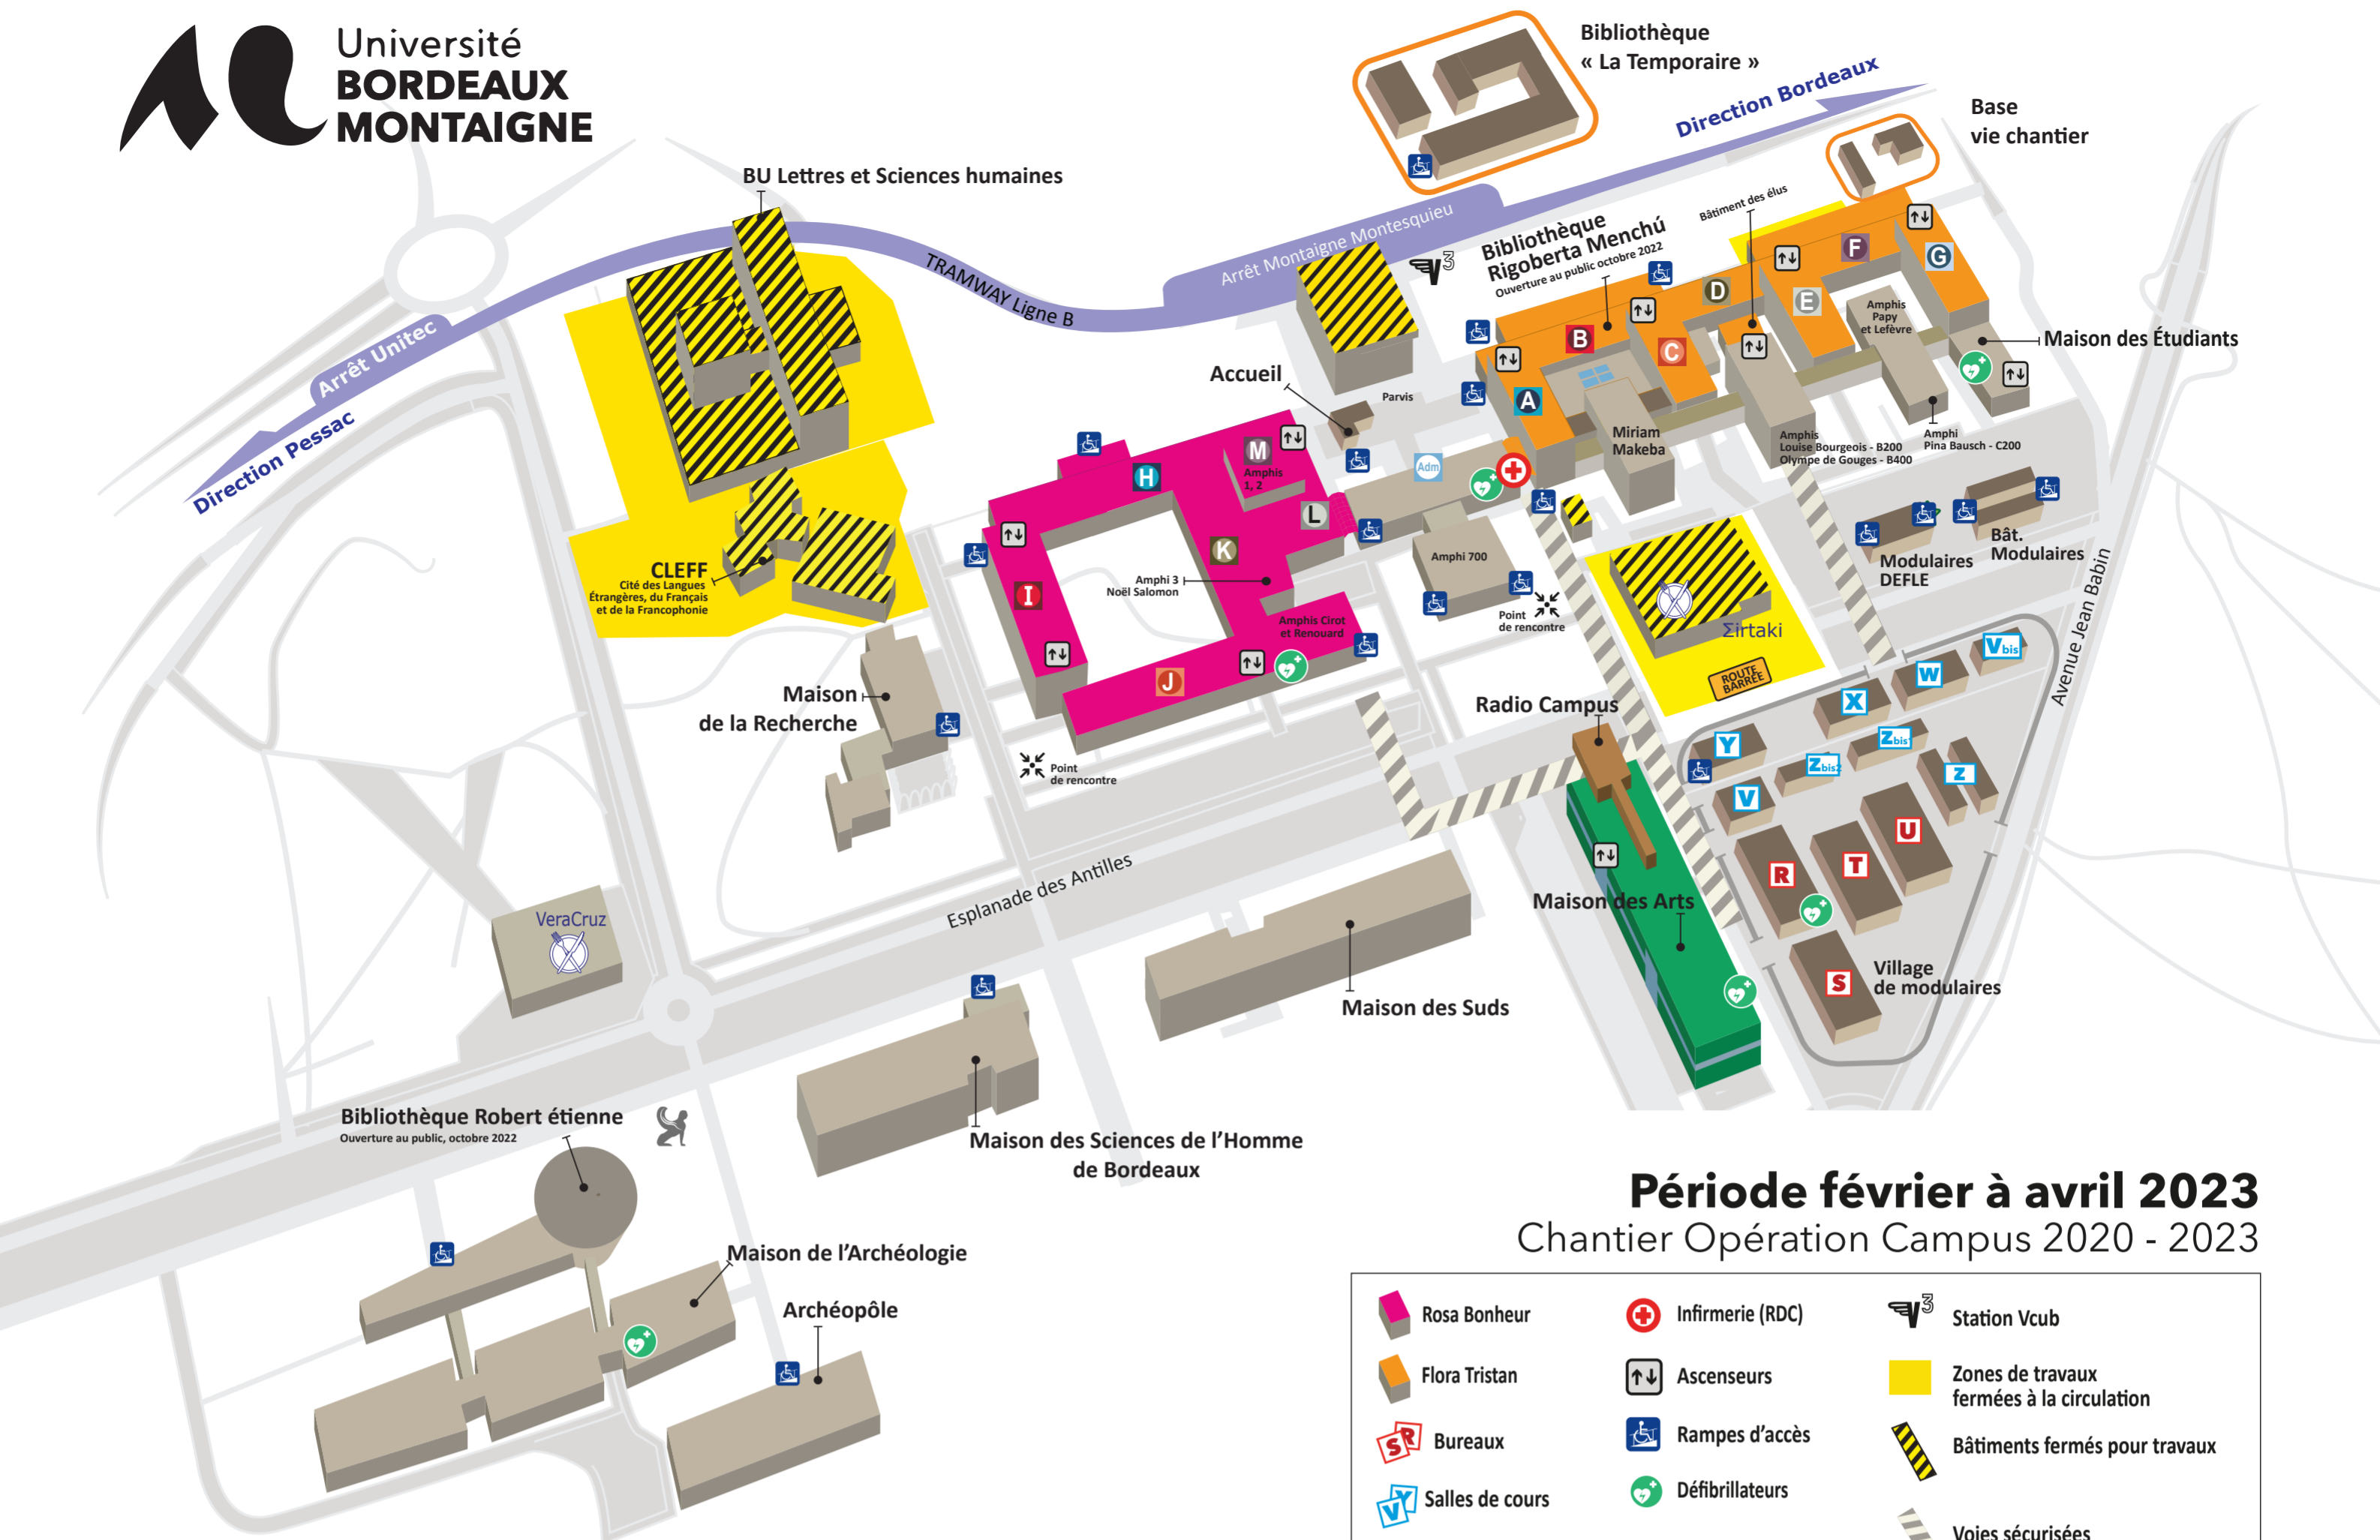 Université
BORDEAUX
MONTAIGNE
Bibliothèque
« La Temporaire »
Direction Bordeaux
Base
vie chantier
BU Lettres et Sciences humaines
TRAMWAY Ligne B
Arrêt Montaigne Montesquieu
3
Bibliothèque
Rigoberta Menchú
Ouverture au public octobre 2022
Bâtiment des élus
Arrêt Unitec
Direction Pessac
F
G
D
E
B
C
A
Amphis
Papy
et Lefèvre
Maison des Étudiants
Accueil
Parvis
Miriam
Makeba
Amphis
Louise Bourgeois - B200
Olympe de Gouges - B400
Amphi
Pina Bausch - C200
Adm
M
Amphis
1, 2
H
L
K
I
J
Amphi 3
Noël Salomon
Amphis Cirot
et Renouard
Amphi 700
Point
de rencontre
Modulaires
DEFLE
Bât.
Modulaires
Avenue Jean Babin
CLEFF
Cité des Langues
Étrangères, du Français
et de la Francophonie
Σirtaki
ROUTE
BARRÉE
Maison
de la Recherche
Point
de rencontre
Radio Campus
Vbis
W
X
Y
Zbis
Zbis2
Z
V
U
T
R
S
Village
de modulaires
Esplanade des Antilles
Maison des Arts
VeraCruz
Maison des Suds
Maison des Sciences de l'Homme
de Bordeaux
Bibliothèque Robert étienne
Ouverture au public, octobre 2022
Maison de l'Archéologie
Archéopôle
Période février à avril 2023
Chantier Opération Campus 2020 - 2023
Rosa Bonheur
Flora Tristan
S R
Bureaux
V Y
Salles de cours
Infirmerie (RDC)
Ascenseurs
Rampes d'accès
Défibrillateurs
3
Station Vcub
Zones de travaux
fermées à la circulation
Bâtiments fermés pour travaux
Voies sécurisées